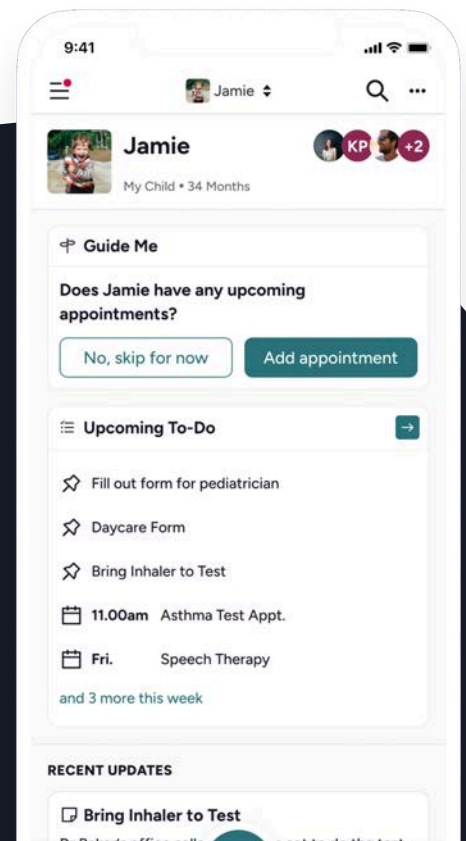 9:41
Jamie
Jamie
KP
+2
My Child • 34 Months
Guide Me
Does Jamie have any upcoming
appointments?
No, skip for now
Add appointment
Upcoming To-Do
Fill out form for pediatrician
Daycare Form
Bring Inhaler to Test
11.00am Asthma Test Appt.
Fri. Speech Therapy
and 3 more this week
RECENT UPDATES
Bring Inhaler to Test